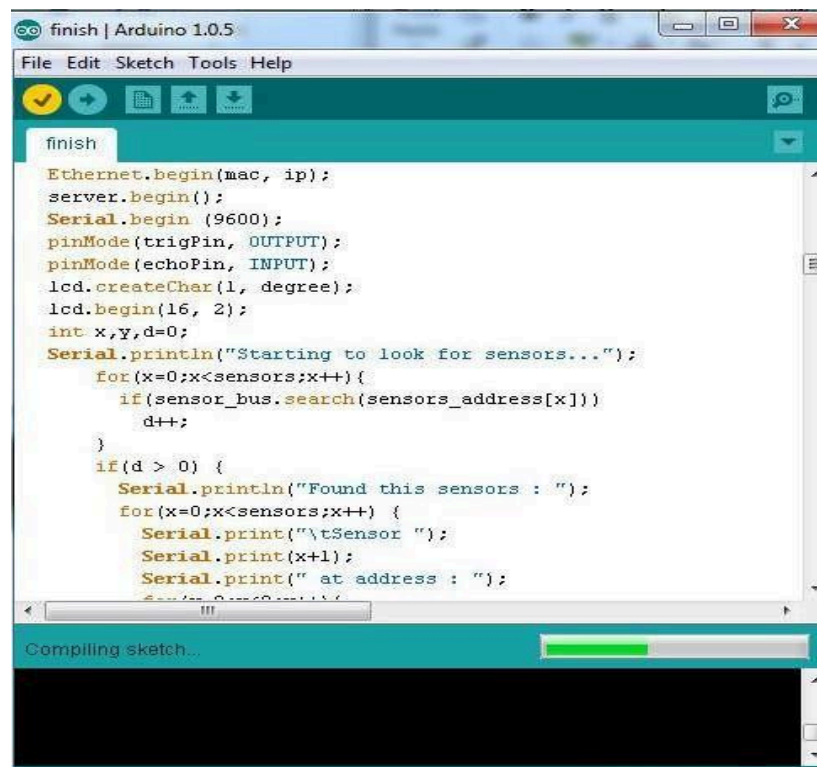 finish | Arduino 1.0.5
File Edit Sketch Tools Help
finish
Ethernet.begin(mac, ip);
server.begin();
Serial.begin (9600);
pinMode(trigPin, OUTPUT);
pinMode(echoPin, INPUT);
lcd.createChar(1, degree);
lcd.begin(16, 2);
int x,y,d=0;
Serial.println("Starting to look for sensors...");
for(x=0;x<sensors;x++){
if(sensor_bus.search(sensors_address[x]))
d++;
}
if(d > 0) {
Serial.println("Found this sensors : ");
for(x=0;x<sensors;x++) {
Serial.print("\tSensor ");
Serial.print(x+1);
Serial.print(" at address : ");
Compiling sketch...